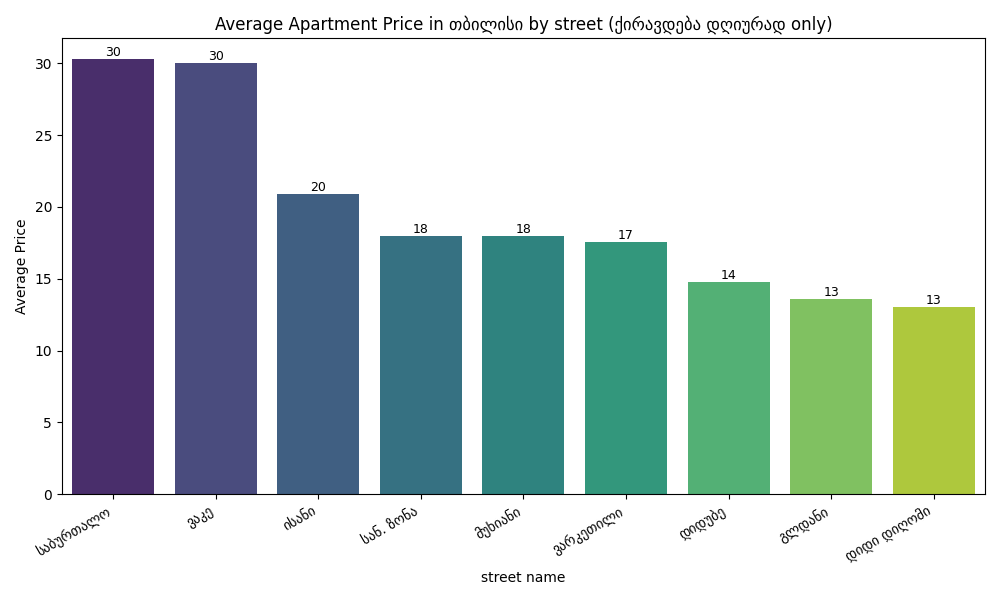 Average Apartment Price in თბილისი by street (ქირავდება დღიურად only)
Average Price
30
25
20
15
10
5
0
30
30
20
18
18
17
14
13
13
საბურთალო
ვაკე
ისანი
სან. ზონა
მუხიანი
ვარკეთილი
დიდუბე
გლდანი
დიდი დიღომი
street name